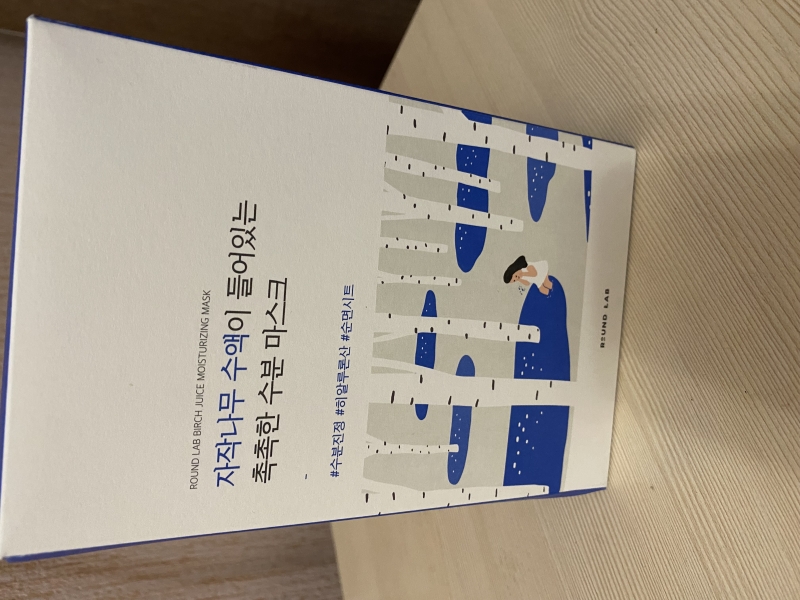 ROUND LAB BIRCH JUICE MOISTURIZING MASK
자작나무 수액이 들어있는
촉촉한 수분 마스크
#수분진정 #히알루론산 #순면시트
ROUND LAB